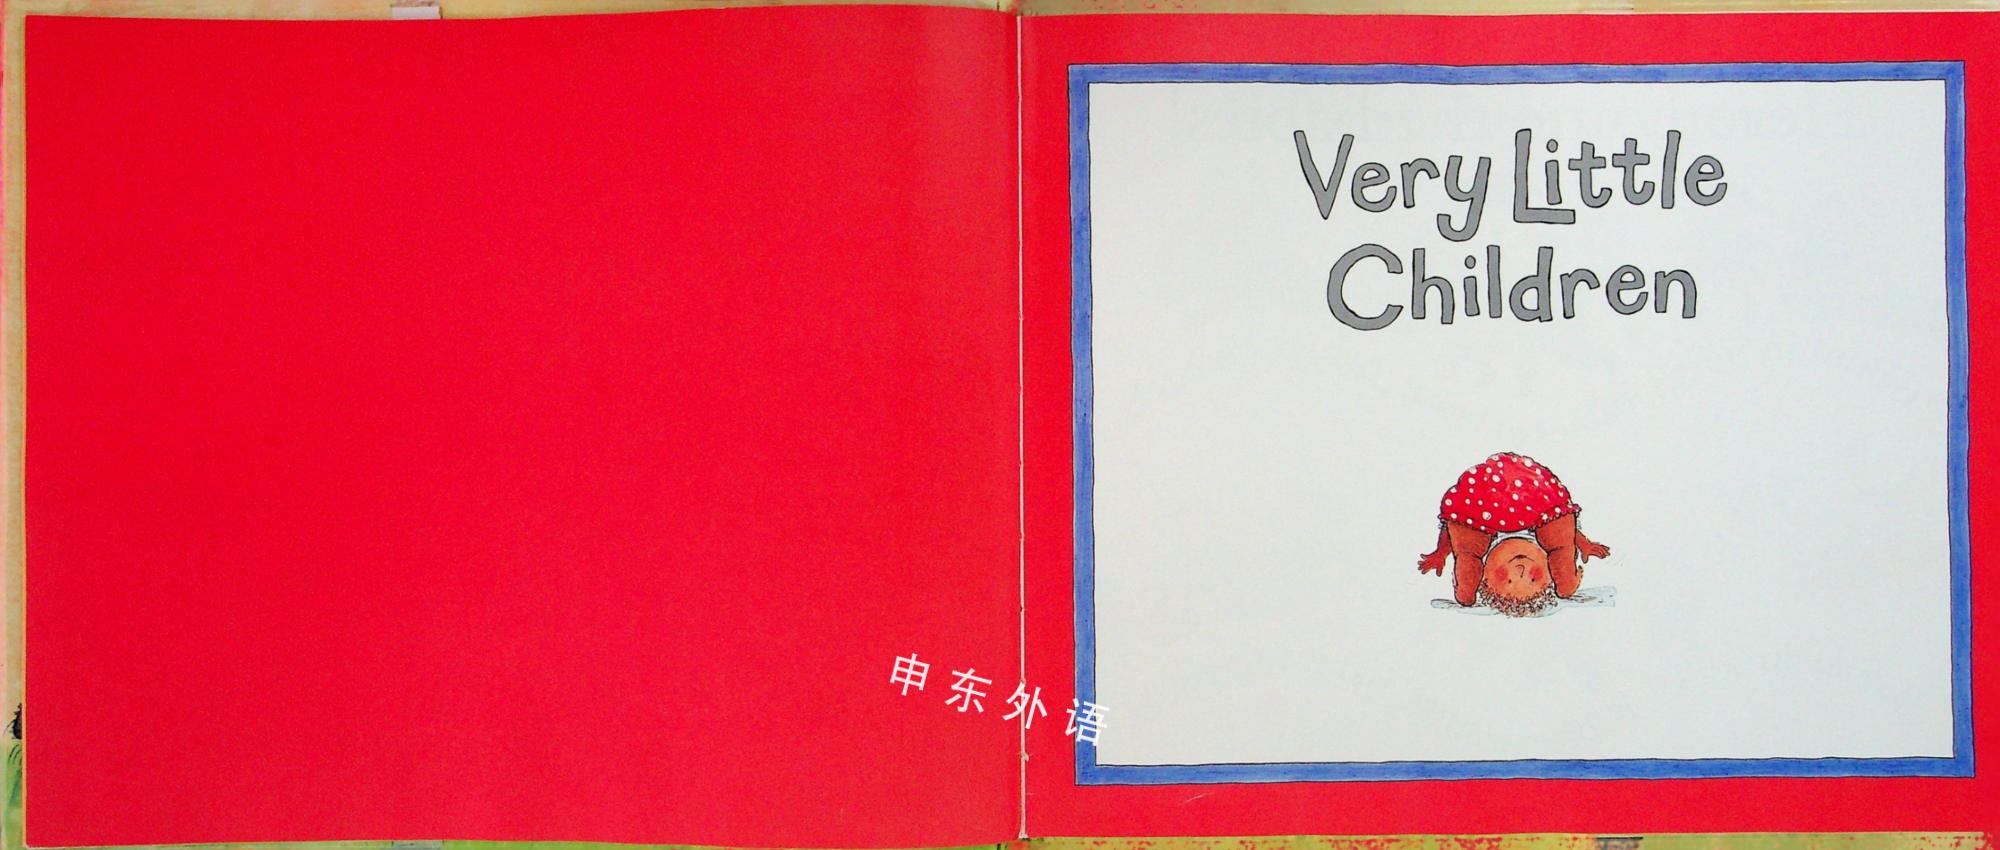 Very Little
Children
申东外语